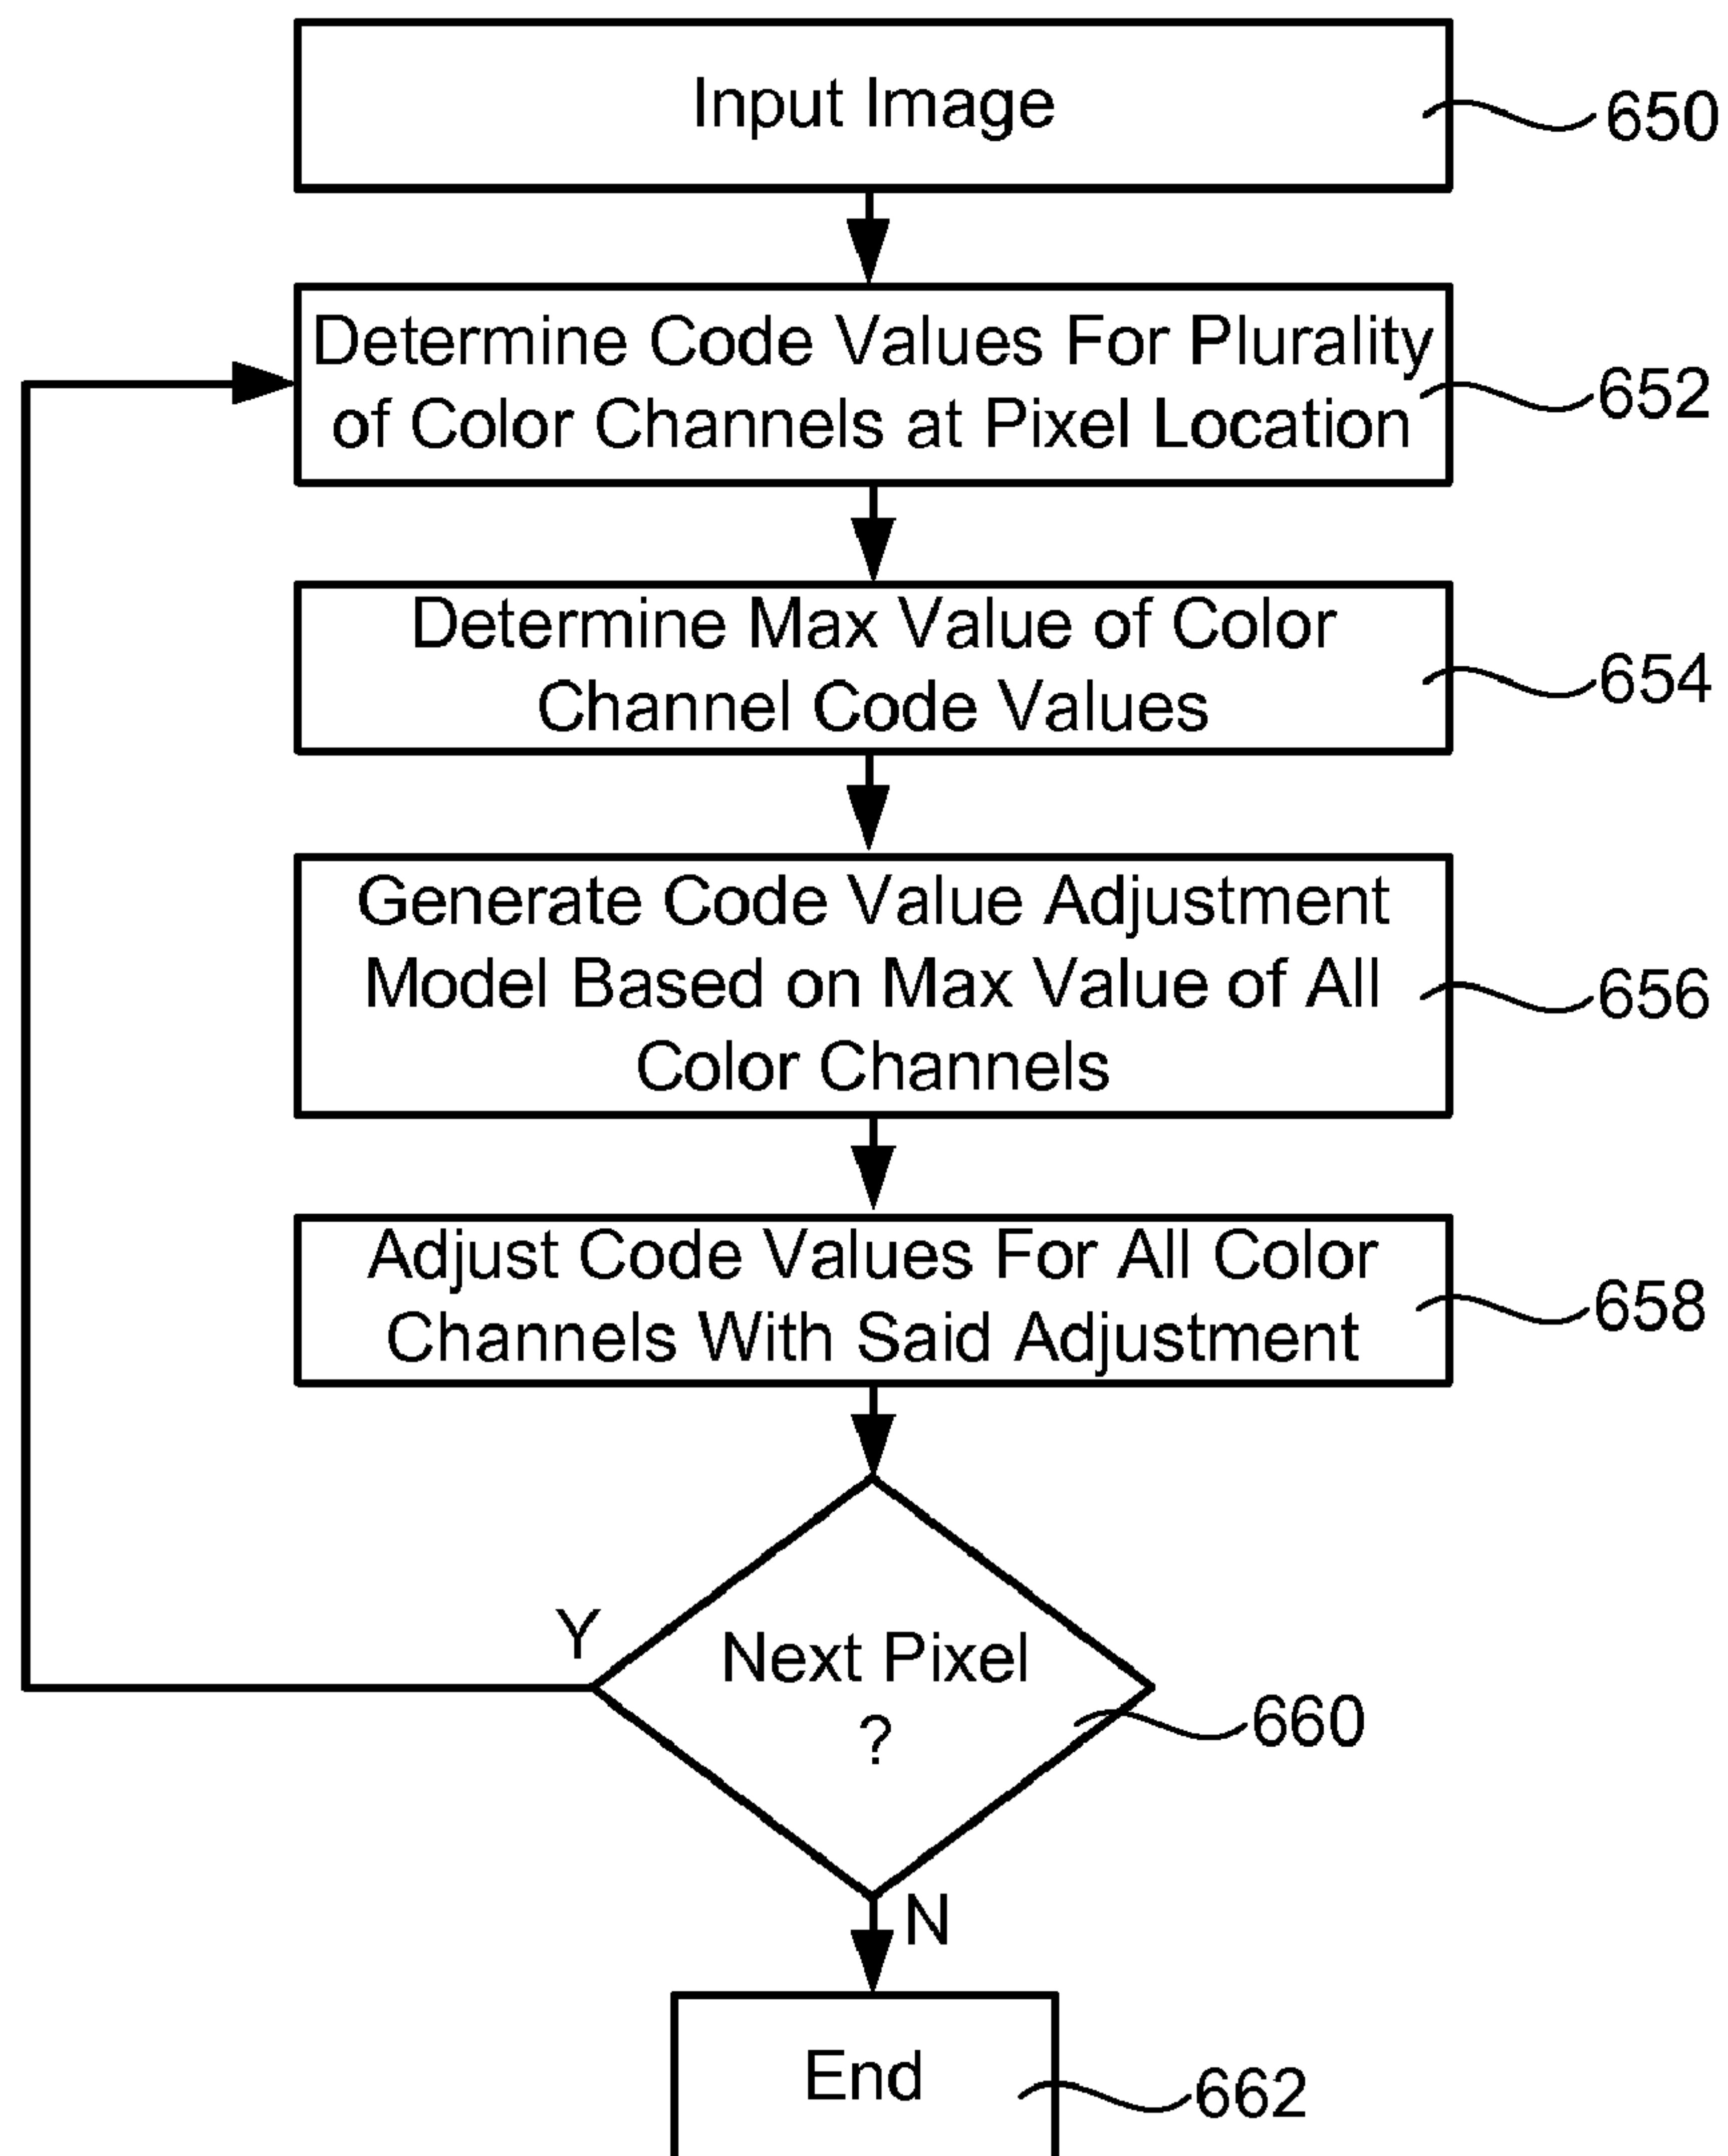 Input Image
650
Determine Code Values For Plurality
of Color Channels at Pixel Location
652
Determine Max Value of Color
Channel Code Values
654
Generate Code Value Adjustment
Model Based on Max Value of All
Color Channels
656
Adjust Code Values For All Color
Channels With Said Adjustment
658
Y
Next Pixel
?
660
N
End
662